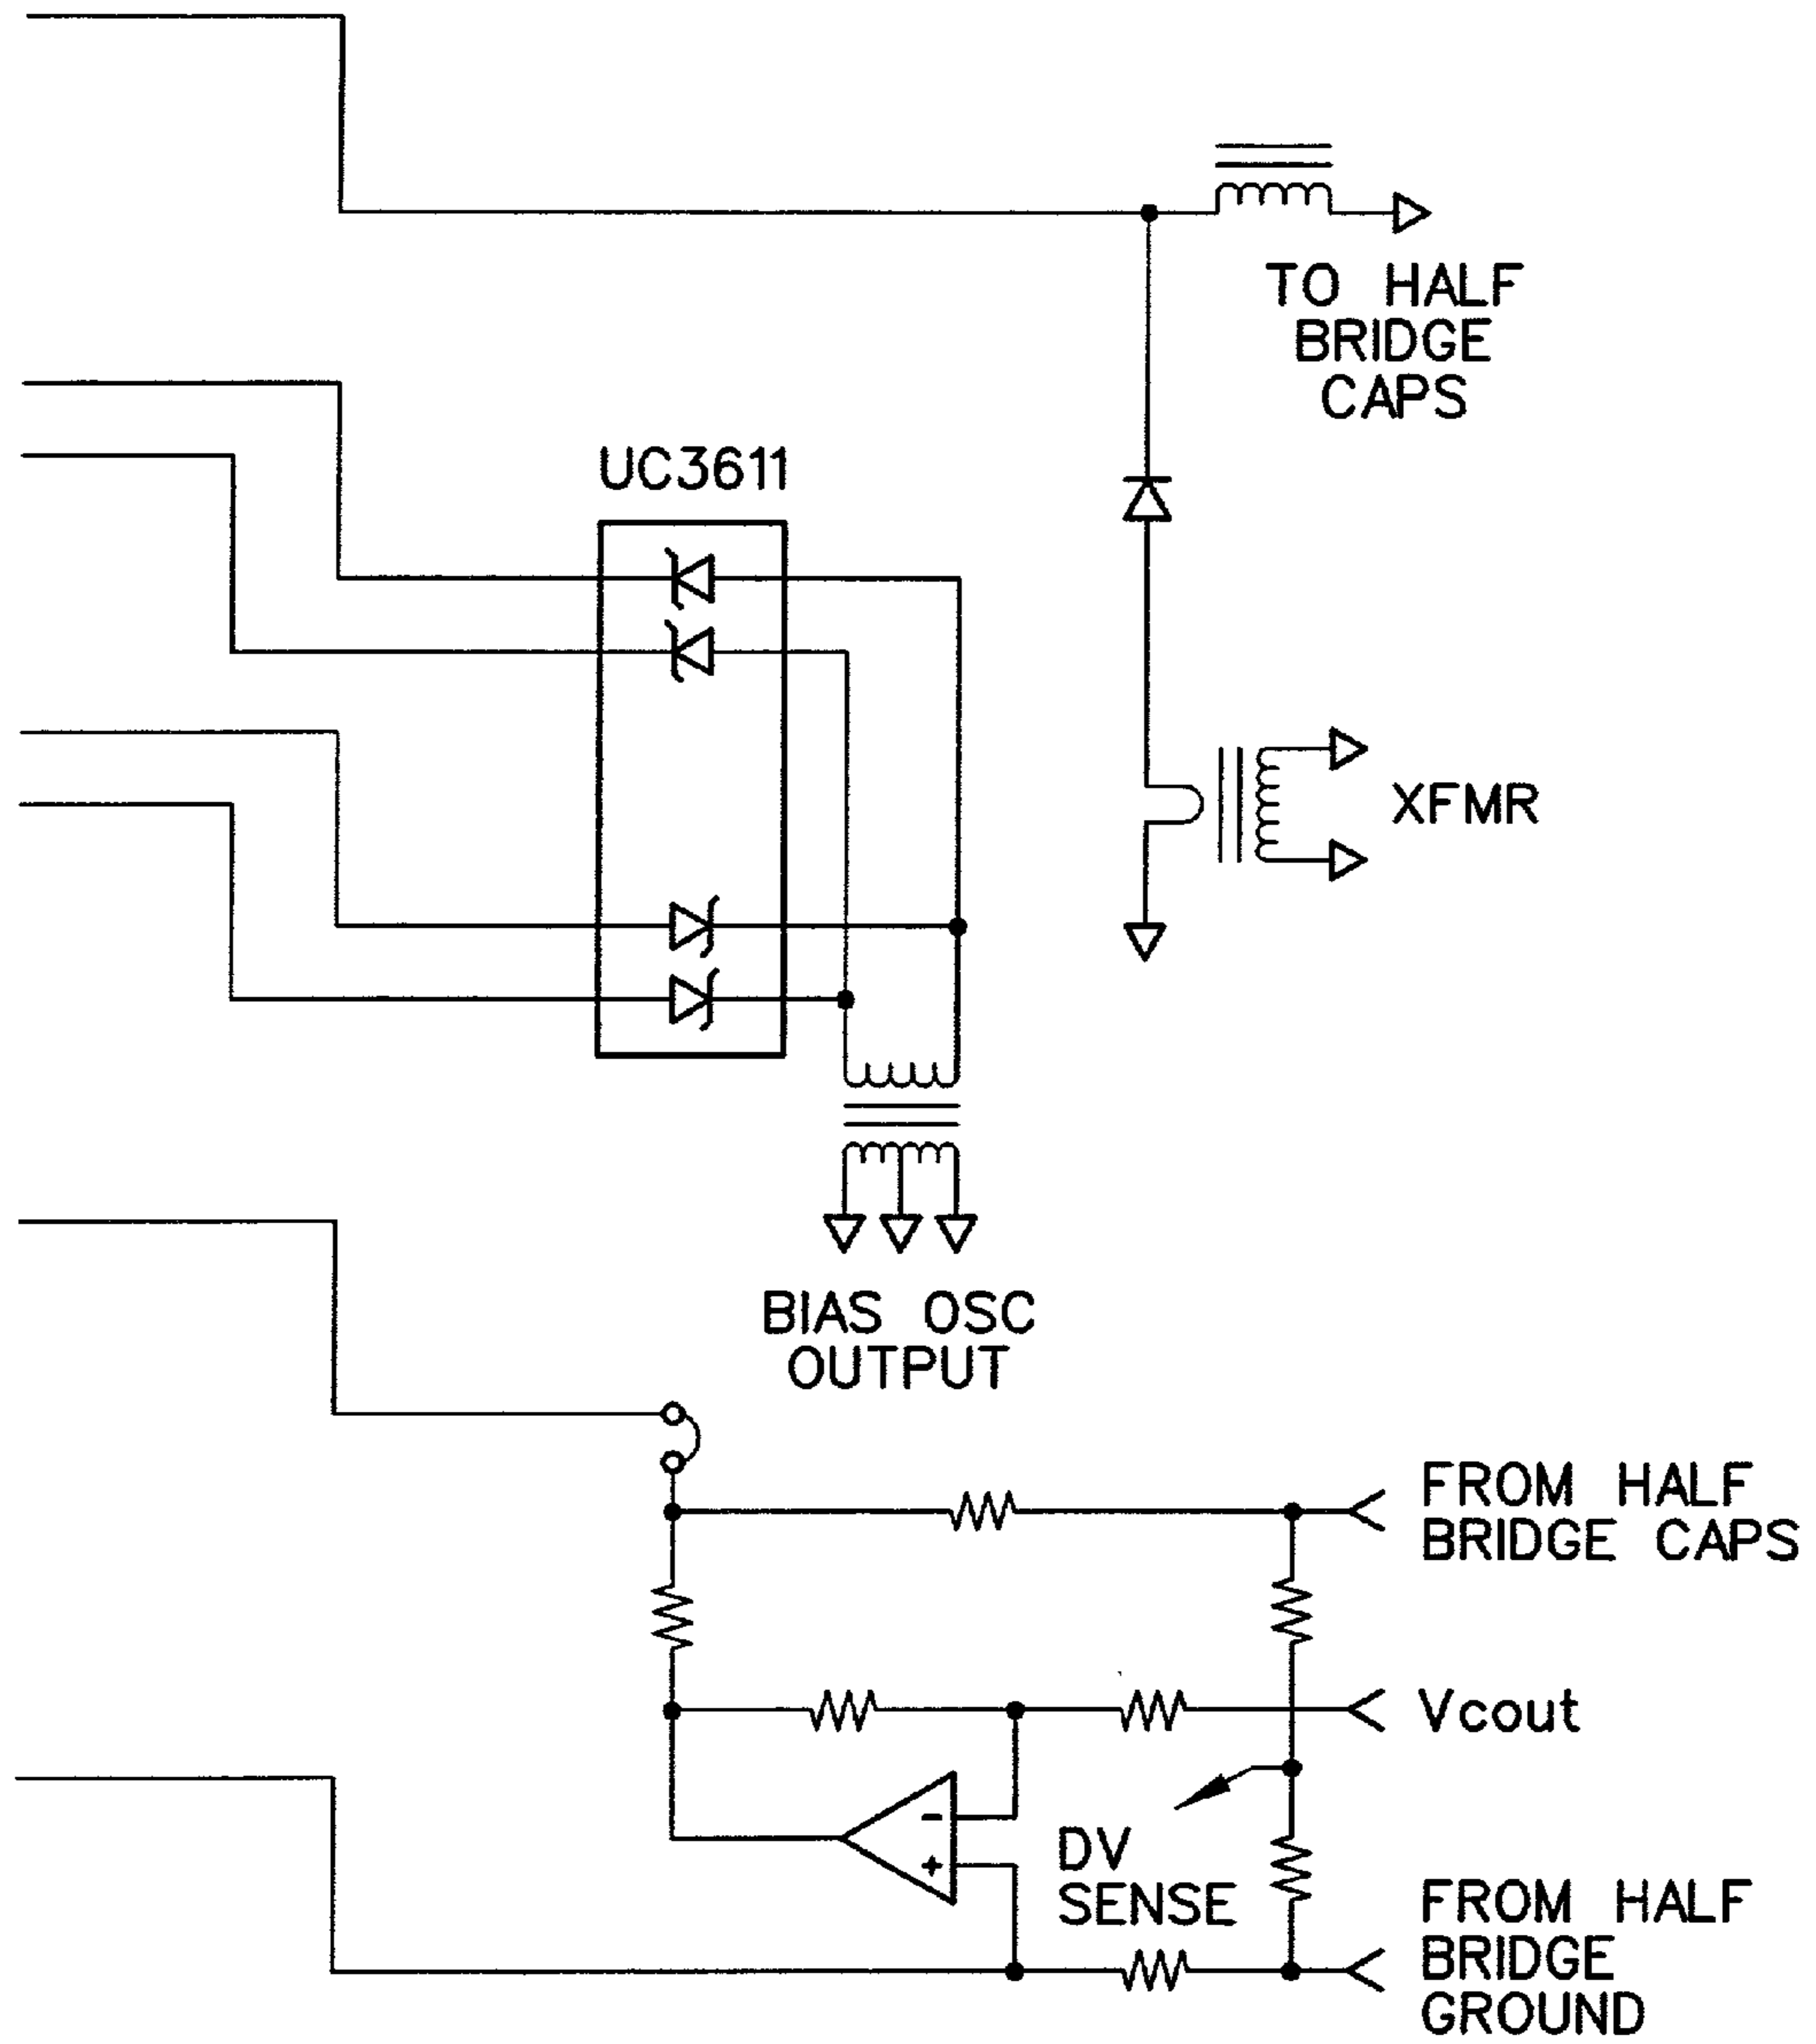 TO HALF
BRIDGE
CAPS
UC3611
XFMR
BIAS OSC
OUTPUT
FROM HALF
BRIDGE CAPS
Vcout
-
+
DV
SENSE
FROM HALF
BRIDGE
GROUND